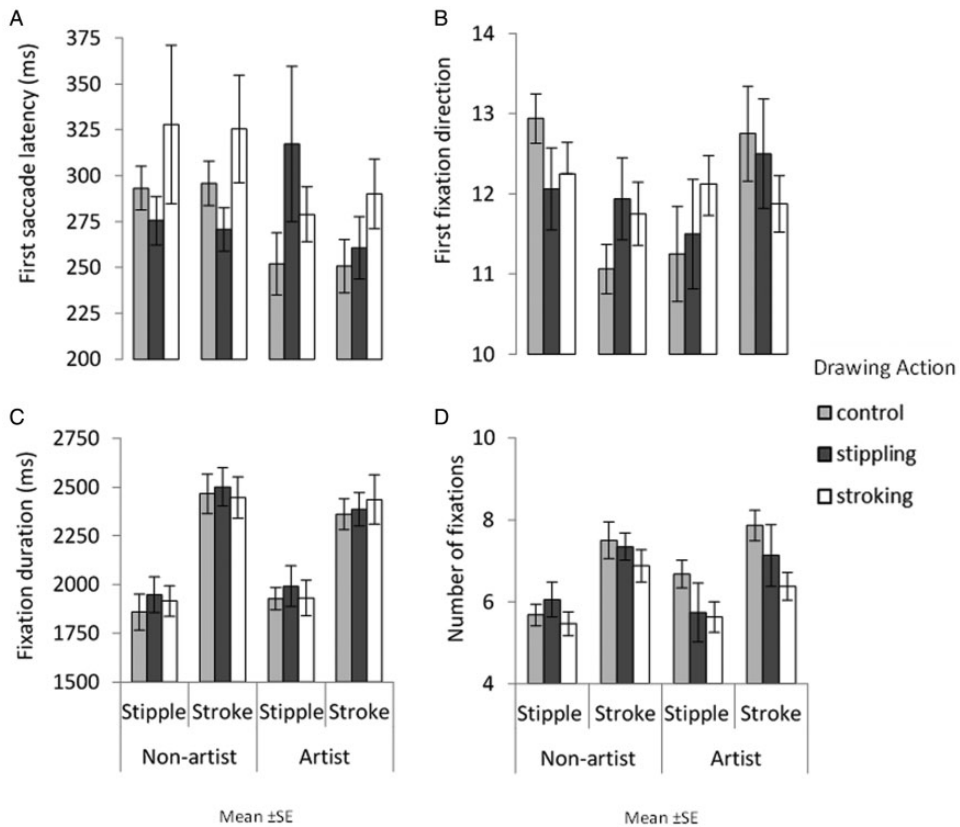 A
First saccade latency (ms)
375
350
325
300
275
250
225
200
B
First fixation direction
14
13
12
11
10
Drawing Action
control
stippling
stroking
C
Fixation duration (ms)
2750
2500
2250
2000
1750
1500
Stipple Stroke Stipple Stroke
Non-artist Artist
Mean ±SE
D
Number of fixations
10
8
6
4
Stipple Stroke Stipple Stroke
Non-artist Artist
Mean ±SE